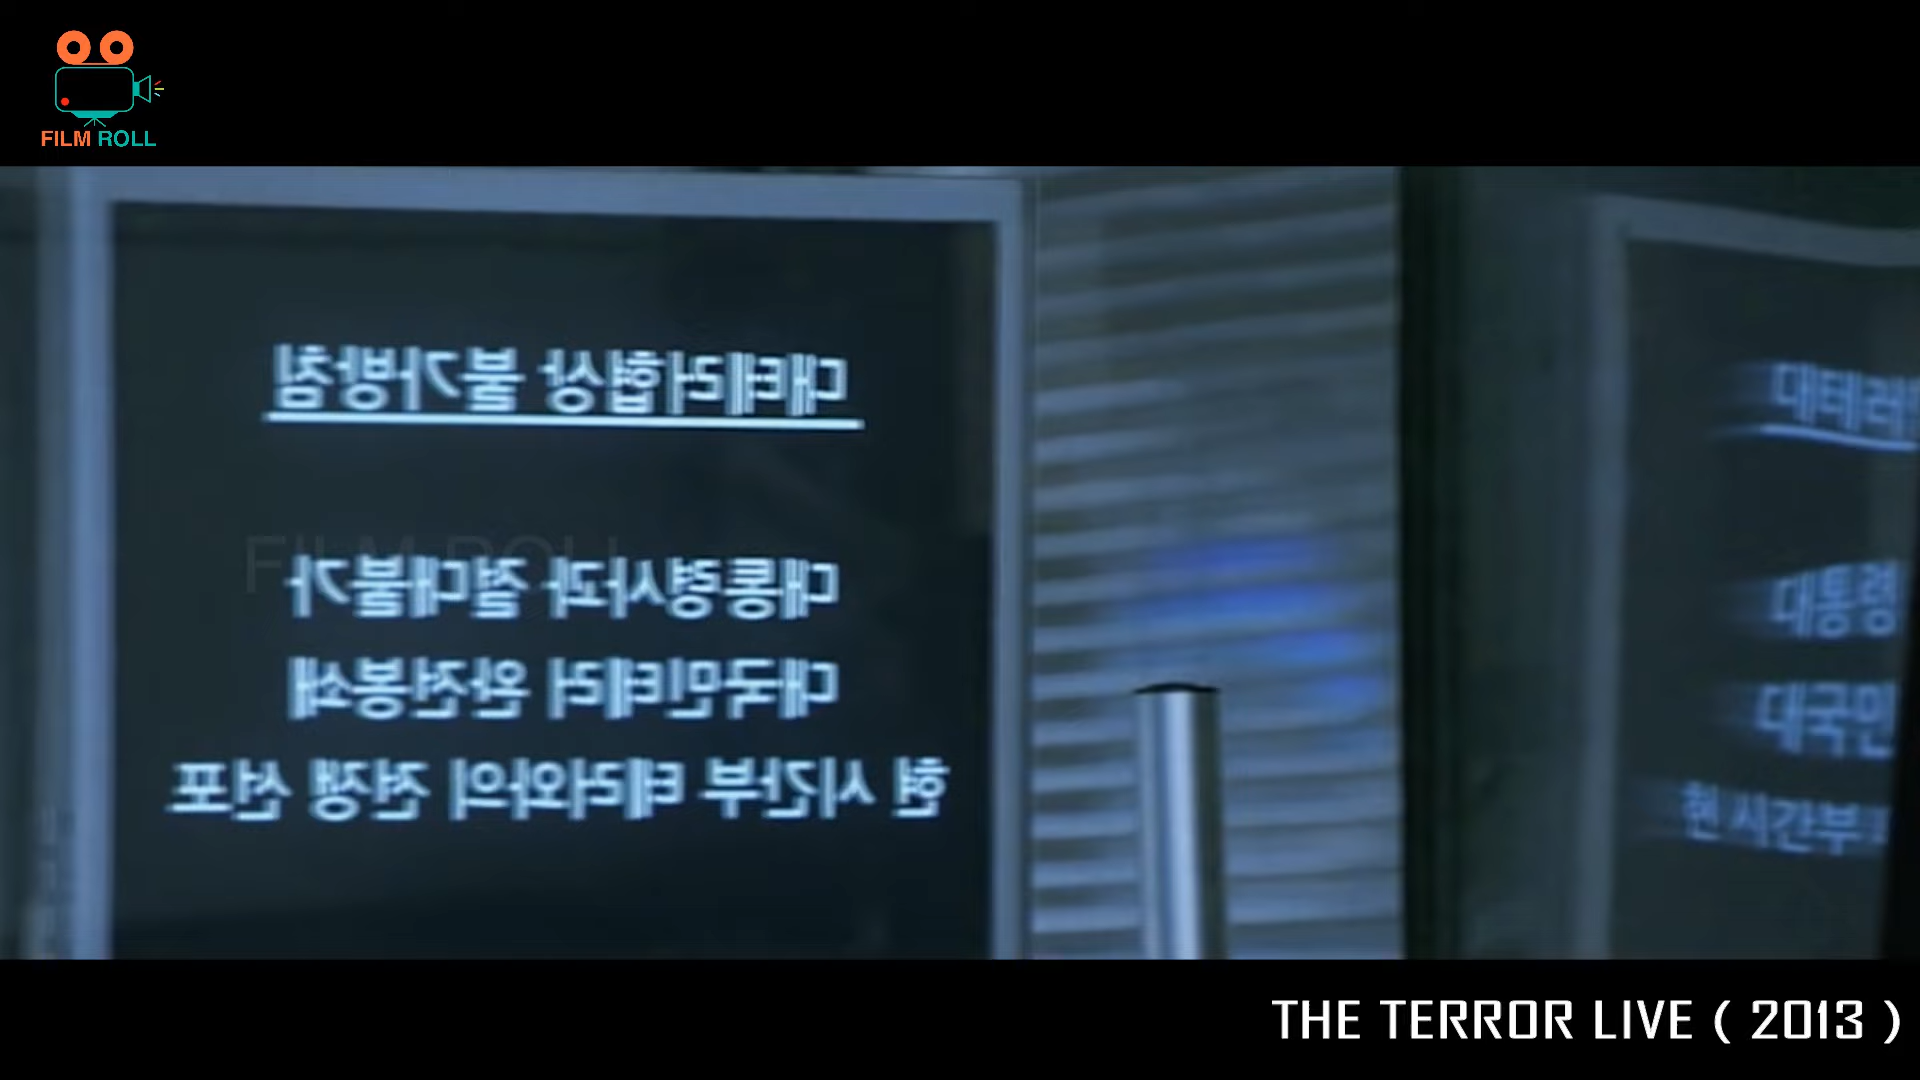 FILM ROLL
대테러협상 불가방침
대통령사과 절대불가
대국민테러 완전봉쇄
현 시간부 테러와의 전쟁 선포
대테러
대통령
대국민
현 시간부
FILM ROLL
THE TERROR LIVE ( 2013 )